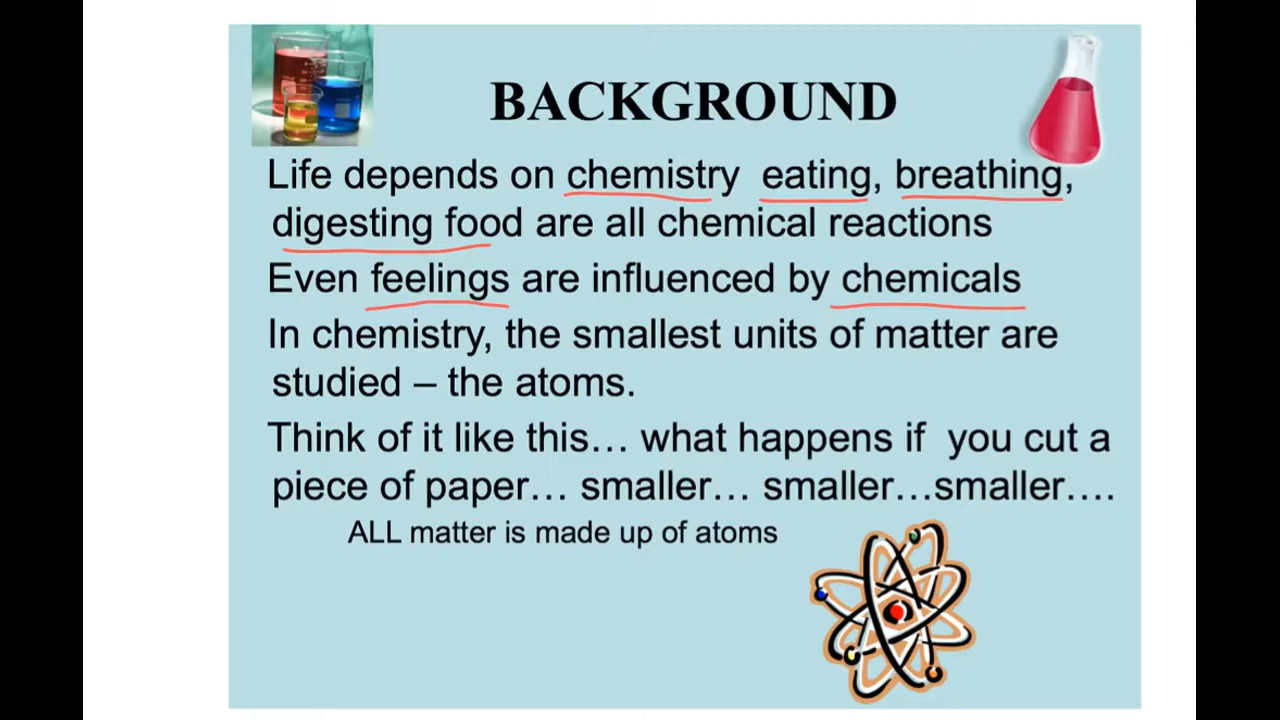 BACKGROUND
Life depends on chemistry  eating, breathing,
digesting food are all chemical reactions
Even feelings are influenced by chemicals
In chemistry, the smallest units of matter are
studied – the atoms.
Think of it like this… what happens if  you cut a
piece of paper… smaller… smaller…smaller….
ALL matter is made up of atoms